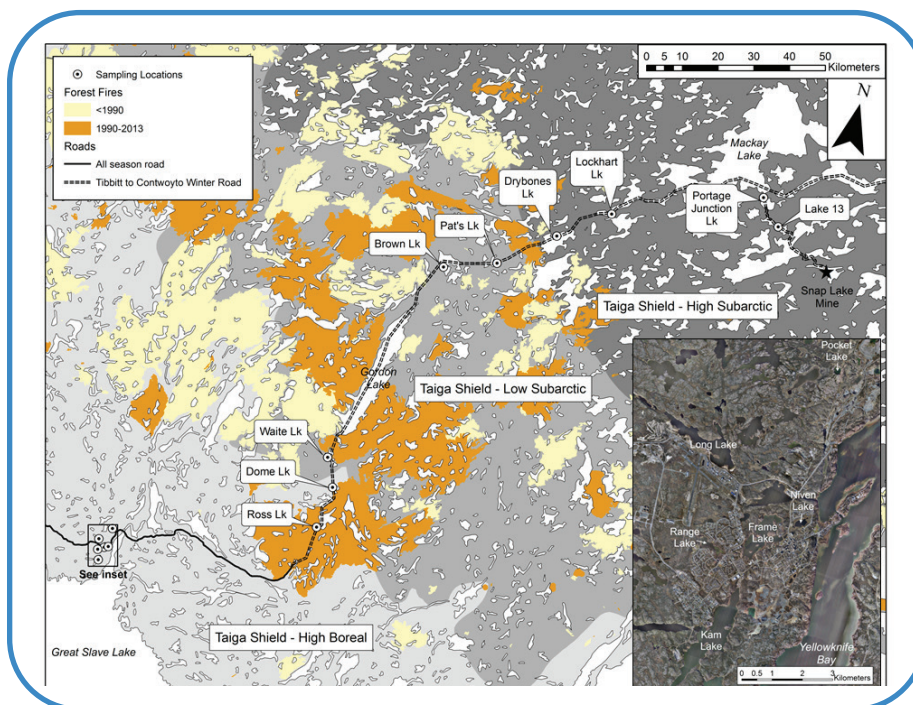 Sampling Locations
Forest Fires
<1990
1990-2013
Roads
All season road
Tibbitt to Contwoyto Winter Road
0 5 10 20 30 40 50
Kilometers
N
Mackay
Lake
Lockhart
Lk
Drybones
Lk
Portage
Junction
Lk
Lake 13
Pat's Lk
Brown Lk
Snap Lake
Mine
Taiga Shield - High Subarctic
Gordon
Lake
Taiga Shield - Low Subarctic
Waite Lk
Dome Lk
Ross Lk
See inset
Taiga Shield - High Boreal
Great Slave Lake
Pocket
Lake
Long Lake
Niven
Lake
Range
Lake
Frame
Lake
Kam
Lake
Yellowknife
Bay
0 0.5 1 2 3
Kilometers